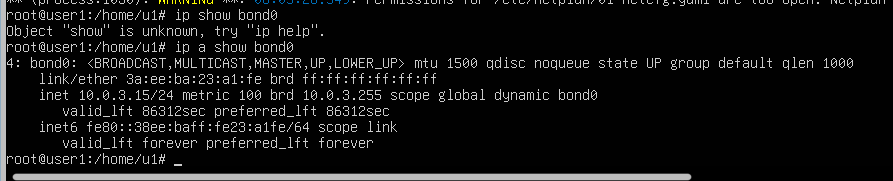 ** (process:1030): WARNING **: 08:05:28.549: Permissions for /etc/netplan/01-netcfg.yaml are too open. Netplan
root@user1:/home/u1# ip show bond0
Object "show" is unknown, try "ip help".
root@user1:/home/u1# ip a show bond0
4: bond0: <BROADCAST,MULTICAST,MASTER,UP,LOWER_UP> mtu 1500 qdisc noqueue state UP group default qlen 1000
link/ether 3a:ee:ba:23:a1:fe brd ff:ff:ff:ff:ff:ff
inet 10.0.3.15/24 metric 100 brd 10.0.3.255 scope global dynamic bond0
valid_lft 86312sec preferred_lft 86312sec
inet6 fe80::38ee:baff:fe23:a1fe/64 scope link
valid_lft forever preferred_lft forever
root@user1:/home/u1# _